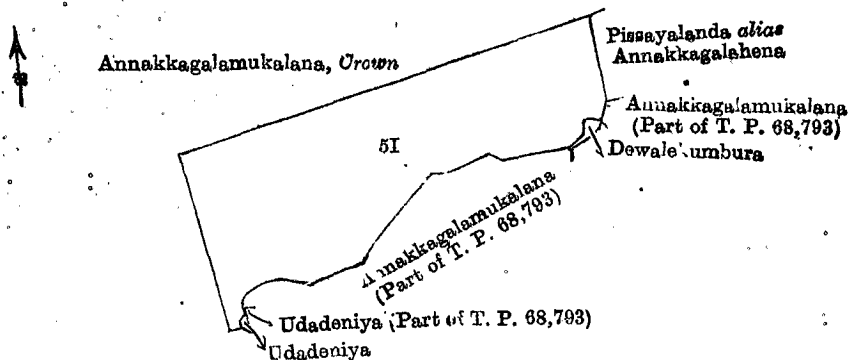 Pissayalanda alias
Annakkagalahena
Annakkagalamukalana, Crown
Annakkagalamukalana
(Part of T. P. 68,793)
5I
Dewale
Annakkagalamukalana
(Part of T. P. 68,793)
Udadeniya (Part of T. P. 68,793)
Udadeniya